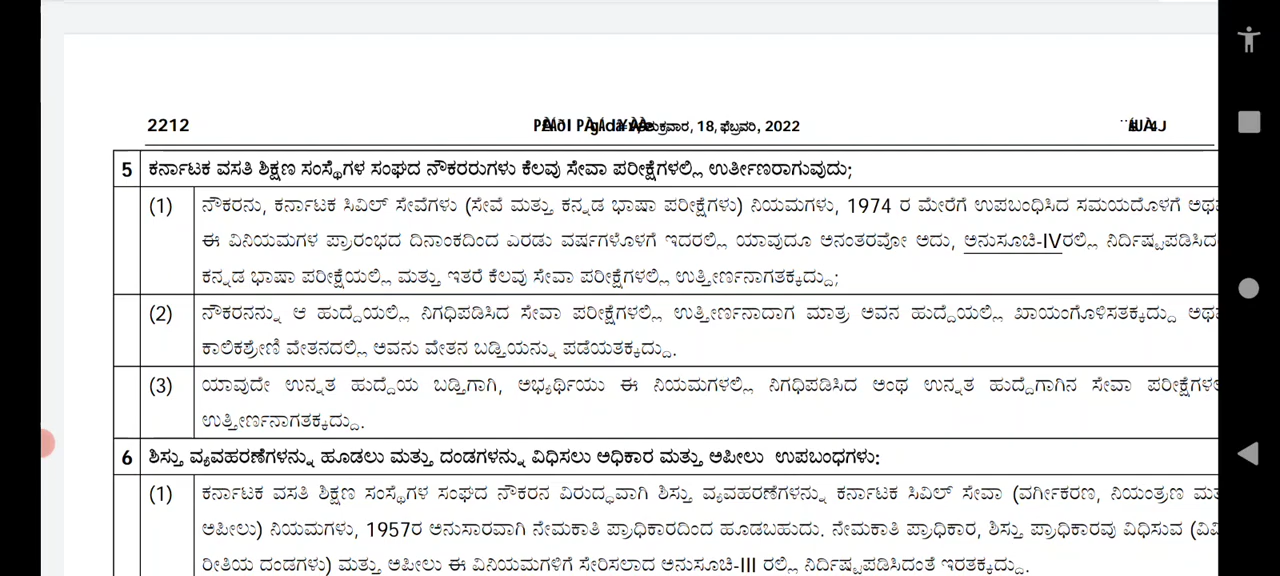 2212 ಶುಕ್ರವಾರ, 18, ಫೆಬ್ರವರಿ, 2022
5 ಕರ್ನಾಟಕ ವಸತಿ ಶಿಕ್ಷಣ ಸಂಸ್ಥೆಗಳ ಸಂಘದ ನೌಕರರುಗಳು ಕೆಲವು ಸೇವಾ ಪರೀಕ್ಷೆಗಳಲ್ಲಿ ಉರ್ತೀಣರಾಗುವುದು;
(1) ನೌಕರನು, ಕರ್ನಾಟಕ ಸಿವಿಲ್ ಸೇವೆಗಳು (ಸೇವೆ ಮತ್ತು ಕನ್ನಡ ಭಾಷಾ ಪರೀಕ್ಷೆಗಳು) ನಿಯಮಗಳು, 1974 ರ ಮೇರೆಗೆ ಉಪಬಂಧಿಸಿದ ಸಮಯದೊಳಗೆ
ಈ ವಿನಿಯಮಗಳ ಪ್ರಾರಂಭದ ದಿನಾಂಕದಿಂದ ಎರಡು ವರ್ಷಗಳೊಳಗೆ ಇದರಲ್ಲಿ ಯಾವುದೂ ಅನಂತರವೋ ಅದು, ಅನುಸೂಚಿ-IVರಲ್ಲಿ ನಿರ್ದಿಷ್ಟಪಡಿಸಿದ
ಕನ್ನಡ ಭಾಷಾ ಪರೀಕ್ಷೆಯಲ್ಲಿ ಮತ್ತು ಇತರೆ ಕೆಲವು ಸೇವಾ ಪರೀಕ್ಷೆಗಳಲ್ಲಿ ಉತ್ತೀರ್ಣನಾಗತಕ್ಕದ್ದು;
(2) ನೌಕರನನ್ನು ಆ ಹುದ್ದೆಯಲ್ಲಿ ನಿಗಧಿಪಡಿಸಿದ ಸೇವಾ ಪರೀಕ್ಷೆಗಳಲ್ಲಿ ಉತ್ತೀರ್ಣನಾದಾಗ ಮಾತ್ರ ಅವನ ಹುದ್ದೆಯಲ್ಲಿ ಖಾಯಂಗೊಳಿಸತಕ್ಕದ್ದು
ಕಾಲಿಕಶ್ರೇಣಿ ವೇತನದಲ್ಲಿ ಅವನು ವೇತನ ಬಡ್ತಿಯನ್ನು ಪಡೆಯತಕ್ಕದ್ದು.
(3) ಯಾವುದೇ ಉನ್ನತ ಹುದ್ದೆಯ ಬಡ್ತಿಗಾಗಿ, ಅಭ್ಯರ್ಥಿಯು ಈ ನಿಯಮಗಳಲ್ಲಿ ನಿಗಧಿಪಡಿಸಿದ ಅಂಥ ಉನ್ನತ ಹುದ್ದೆಗಾಗಿನ ಸೇವಾ
ಉತ್ತೀರ್ಣನಾಗತಕ್ಕದ್ದು.
6 ಶಿಸ್ತು ವ್ಯವಹರಣೆಗಳನ್ನು ಹೂಡಲು ಮತ್ತು ದಂಡಗಳನ್ನು ವಿಧಿಸಲು ಅಧಿಕಾರ ಮತ್ತು ಅಪೀಲು ಉಪಬಂಧಗಳು:
(1) ಕರ್ನಾಟಕ ವಸತಿ ಶಿಕ್ಷಣ ಸಂಸ್ಥೆಗಳ ಸಂಘದ ನೌಕರನ ವಿರುದ್ಧವಾಗಿ ಶಿಸ್ತು ವ್ಯವಹರಣೆಗಳನ್ನು ಕರ್ನಾಟಕ ಸಿವಿಲ್ ಸೇವಾ (ವರ್ಗೀಕರಣ, ನಿಯಂತ್ರಣ
ಅಪೀಲು) ನಿಯಮಗಳು, 1957ರ ಅನುಸಾರವಾಗಿ ನೇಮಕಾತಿ ಪ್ರಾಧಿಕಾರದಿಂದ ಹೂಡಬಹುದು. ನೇಮಕಾತಿ ಪ್ರಾಧಿಕಾರ, ಶಿಸ್ತು ಪ್ರಾಧಿಕಾರವು ವಿಧಿಸುವ
ರೀತಿಯ ದಂಡಗಳು) ಮತ್ತು ಅಪೀಲು ಈ ವಿನಿಯಮಗಳಿಗೆ ಸೇರಿಸಲಾದ ಅನುಸೂಚಿ-III ರಲ್ಲಿ ನಿರ್ದಿಷ್ಟಪಡಿಸಿದಂತೆ ಇರತಕ್ಕದ್ದು.